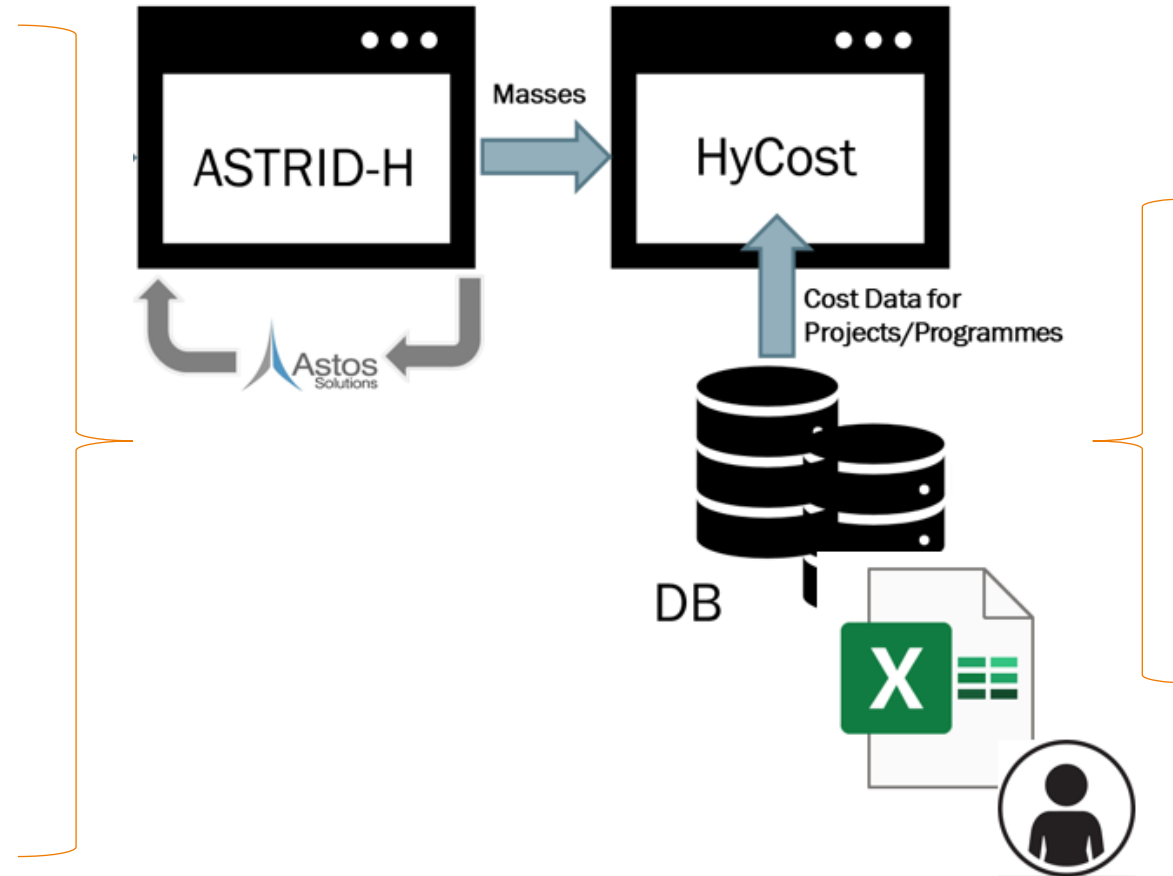 Masses
ASTRID-H
HyCost
Cost Data for
Projects/Programmes
Astos
Solutions
DB
X